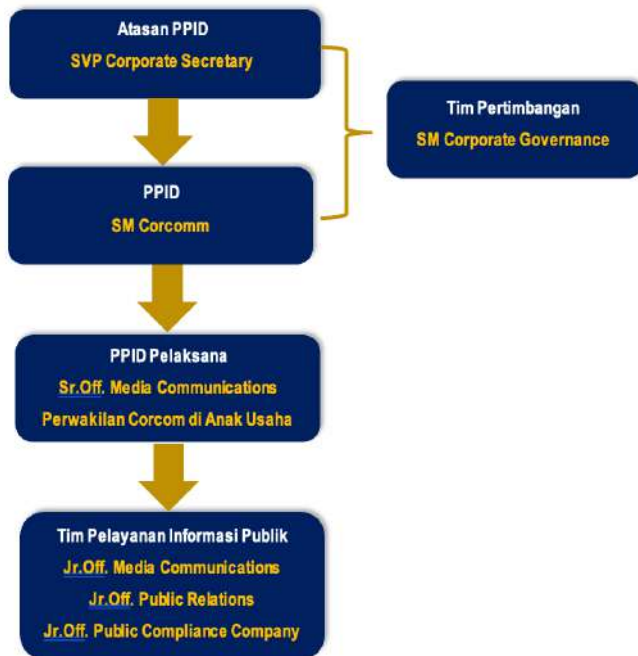 Atasan PPID
SVP Corporate Secretary
Tim Pertimbangan
SM Corporate Governance
PPID
SM Corcomm
PPID Pelaksana
Sr.Off. Media Communications
Perwakilan Corcom di Anak Usaha
Tim Pelayanan Informasi Publik
Jr.Off. Media Communications
Jr.Off. Public Relations
Jr.Off. Public Compliance Company